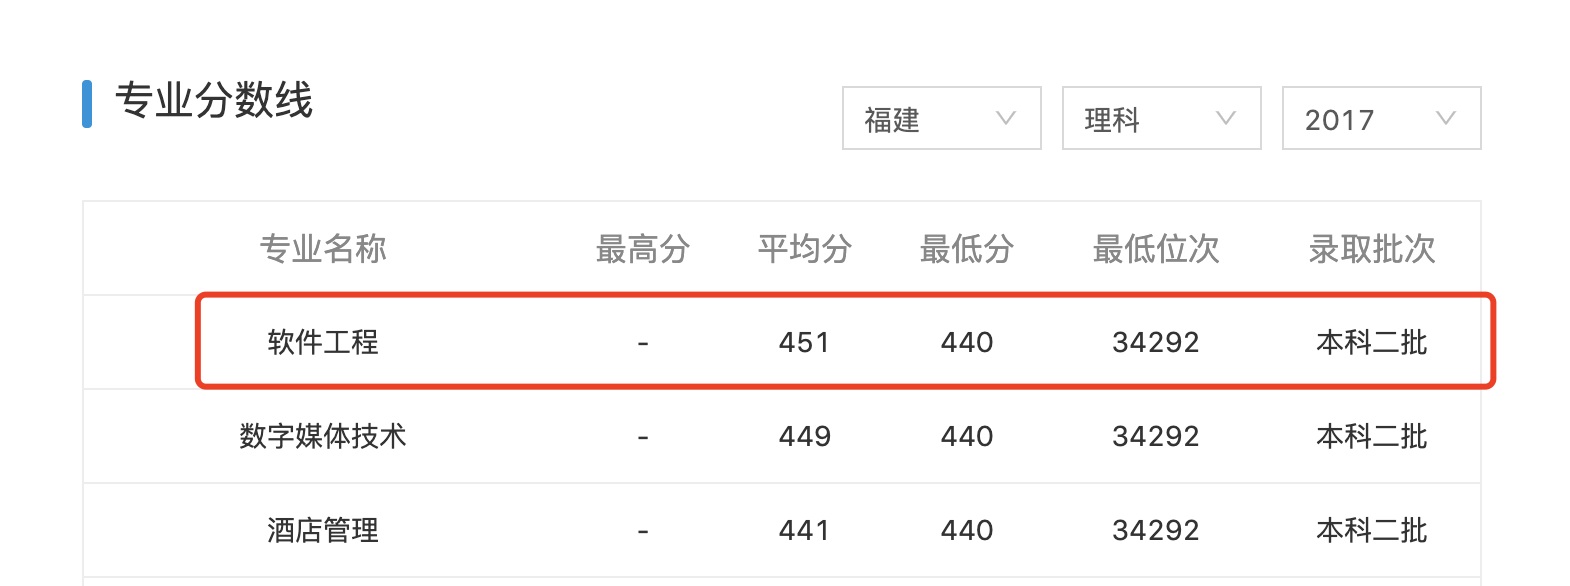 专业分数线
福建 理科 2017
专业名称 最高分 平均分 最低分 最低位次 录取批次
软件工程 - 451 440 34292 本科二批
数字媒体技术 - 449 440 34292 本科二批
酒店管理 - 441 440 34292 本科二批